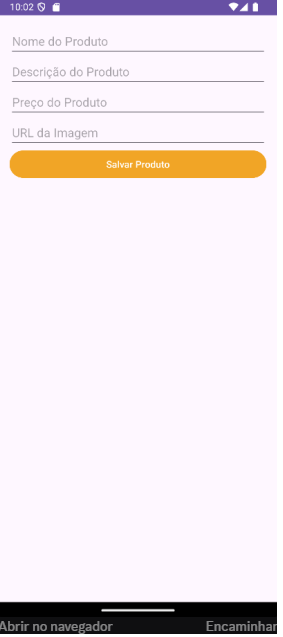 10:02
Nome do Produto
Descrição do Produto
Preço do Produto
URL da Imagem
Salvar Produto
Abrir no navegador Encaminhar